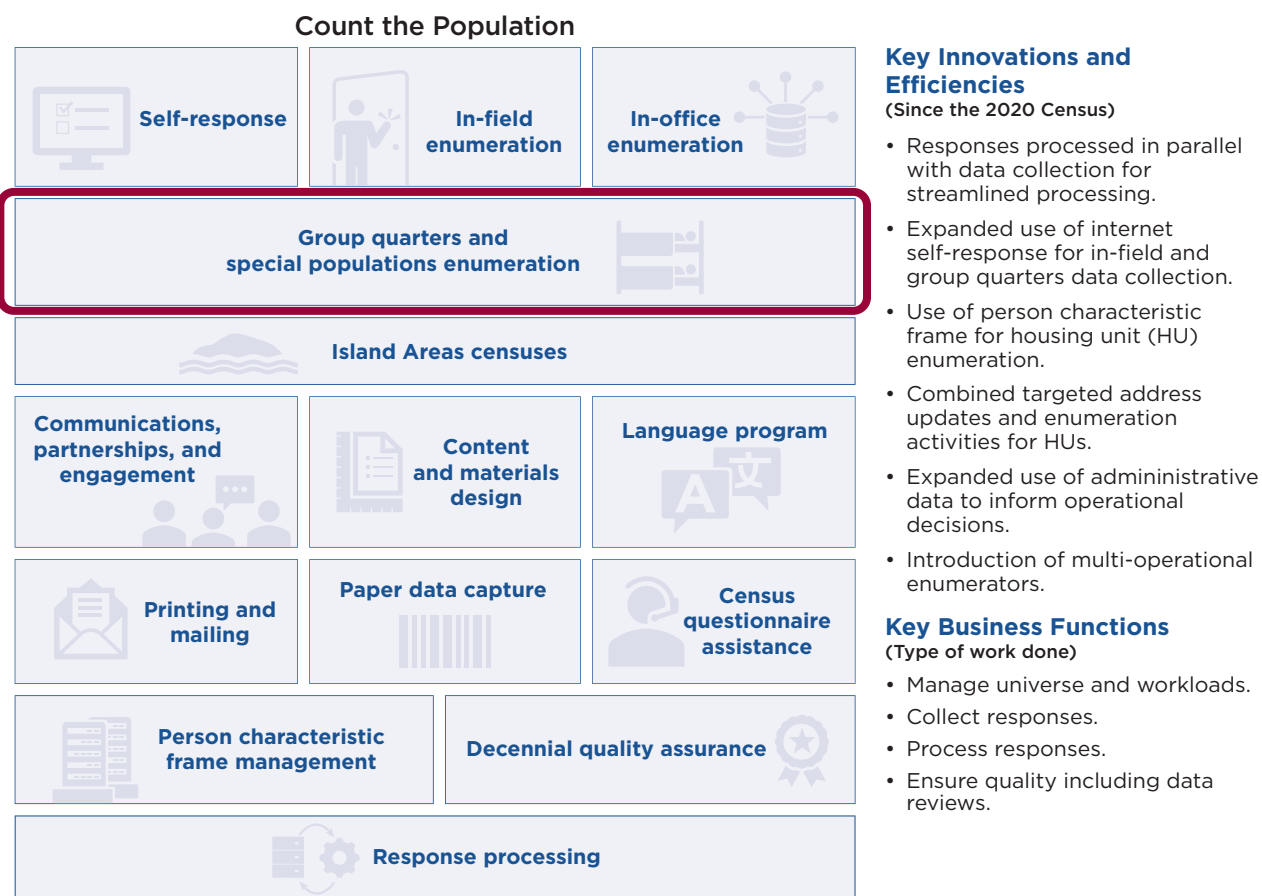 Count the Population
Self-response
In-field
enumeration
In-office
enumeration
Group quarters and
special populations enumeration
Island Areas censuses
Communications,
partnerships, and
engagement
Content
and materials
design
Language program
A 文
Printing and
mailing
Paper data capture
Census
questionnaire
assistance
Person characteristic
frame management
Decennial quality assurance
Response processing
Key Innovations and
Efficiencies
(Since the 2020 Census)
• Responses processed in parallel
with data collection for
streamlined processing.
• Expanded use of internet
self-response for in-field and
group quarters data collection.
• Use of person characteristic
frame for housing unit (HU)
enumeration.
• Combined targeted address
updates and enumeration
activities for HUs.
• Expanded use of admininistrative
data to inform operational
decisions.
• Introduction of multi-operational
enumerators.
Key Business Functions
(Type of work done)
• Manage universe and workloads.
• Collect responses.
• Process responses.
• Ensure quality including data
reviews.